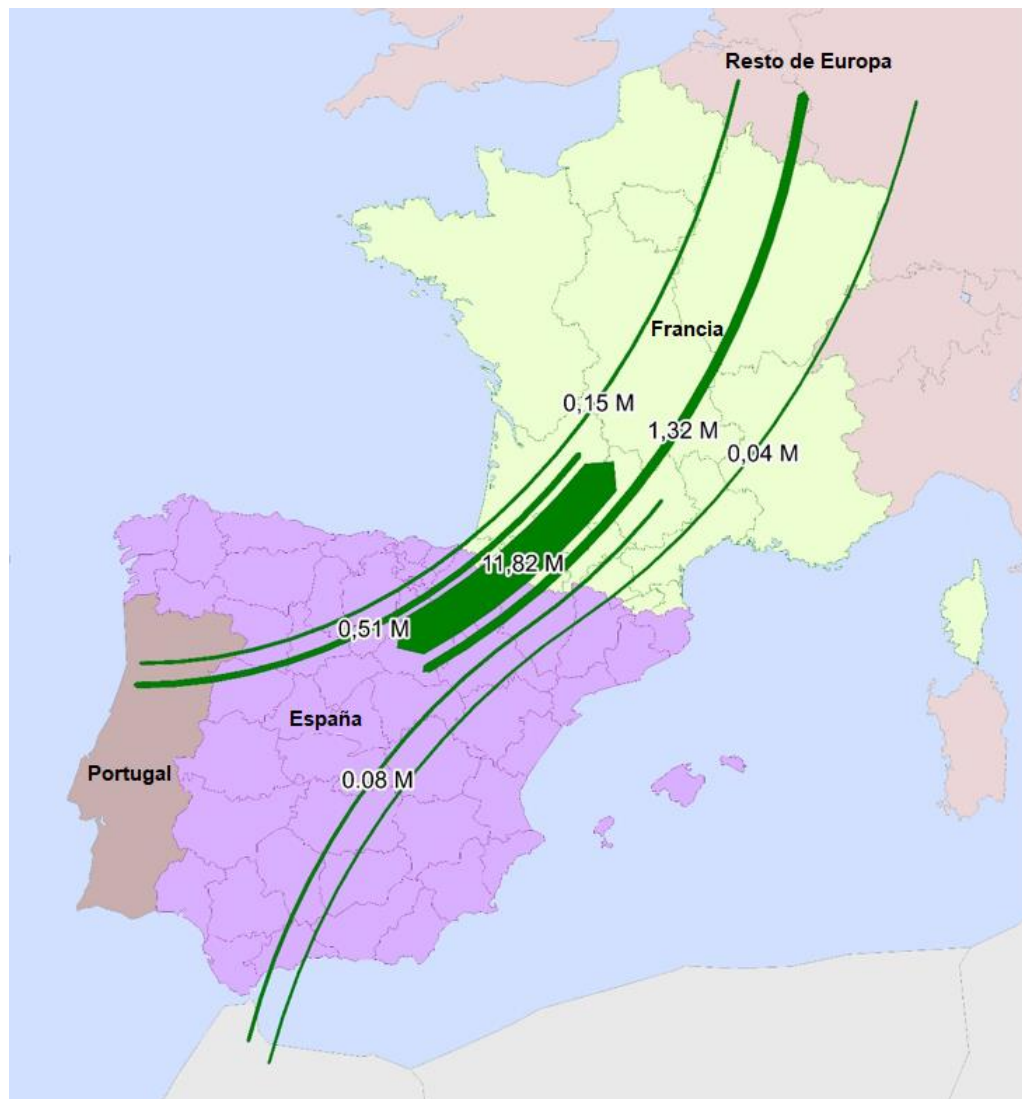 Resto de Europa
Francia
0,15 M
1,32 M
0,04 M
11,82 M
0,51 M
España
Portugal
0.08 M